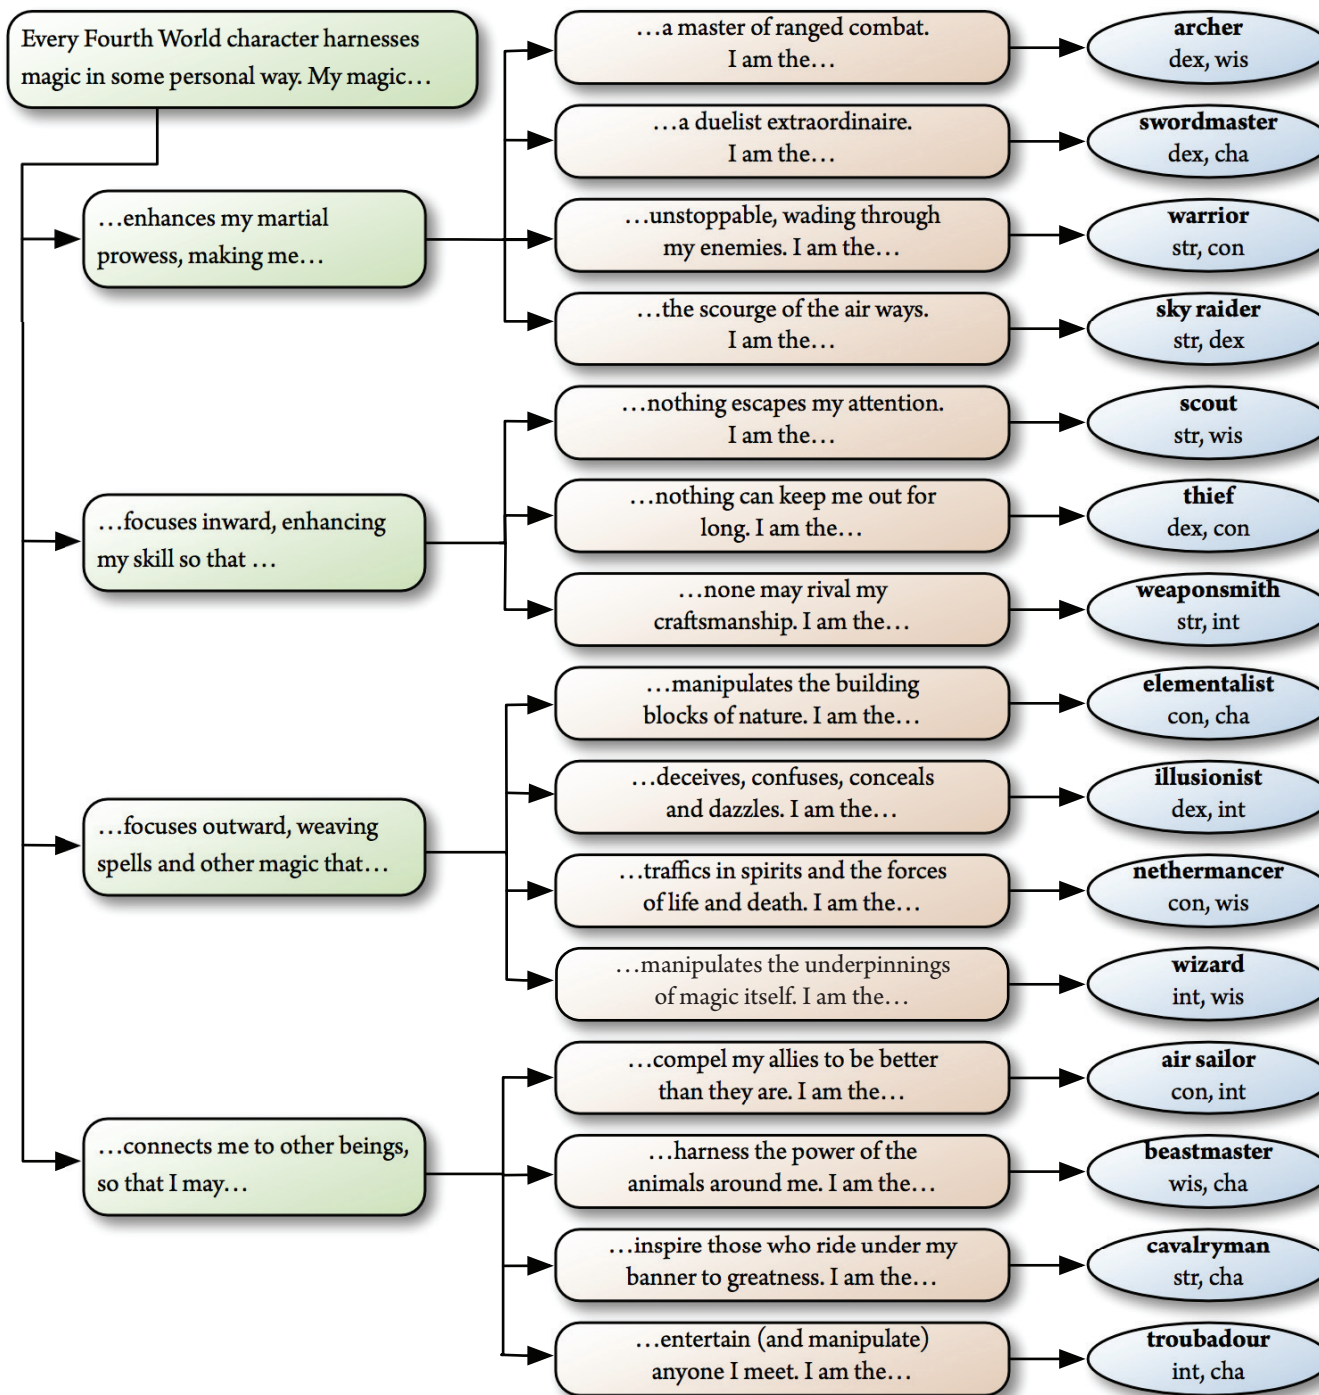 Every Fourth World character harnesses
magic in some personal way. My magic…
…enhances my martial
prowess, making me…
…a master of ranged combat.
I am the…
archer
dex, wis
…a duelist extraordinaire.
I am the…
swordmaster
dex, cha
…unstoppable, wading through
my enemies. I am the…
warrior
str, con
…the scourge of the air ways.
I am the…
sky raider
str, dex
…focuses inward, enhancing
my skill so that …
…nothing escapes my attention.
I am the…
scout
str, wis
…nothing can keep me out for
long. I am the…
thief
dex, con
…none may rival my
craftsmanship. I am the…
weaponsmith
str, int
…focuses outward, weaving
spells and other magic that…
…manipulates the building
blocks of nature. I am the…
elementalist
con, cha
…deceives, confuses, conceals
and dazzles. I am the…
illusionist
dex, int
…traffics in spirits and the forces
of life and death. I am the…
nethermancer
con, wis
…manipulates the underpinnings
of magic itself. I am the…
wizard
int, wis
…connects me to other beings,
so that I may…
…compel my allies to be better
than they are. I am the…
air sailor
con, int
…harness the power of the
animals around me. I am the…
beastmaster
wis, cha
…inspire those who ride under my
banner to greatness. I am the…
cavalryman
str, cha
…entertain (and manipulate)
anyone I meet. I am the…
troubadour
int, cha